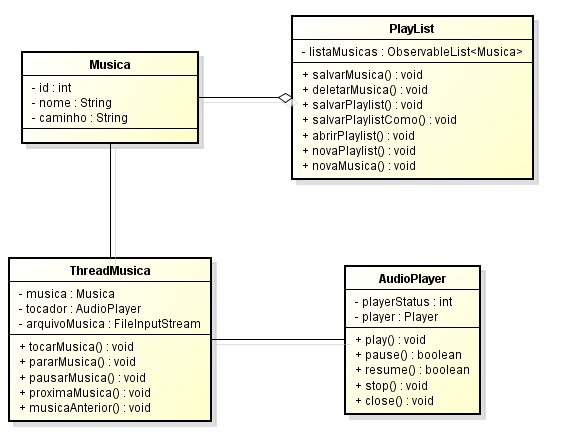 PlayList
- listaMusicas : ObservableList<Musica>
+ salvarMusica() : void
+ deletarMusica() : void
+ salvarPlaylist() : void
+ salvarPlaylistComo() : void
+ abrirPlaylist() : void
+ novaPlaylist() : void
+ novaMusica() : void
Musica
- id : int
- nome : String
- caminho : String
ThreadMusica
- musica : Musica
- tocador : AudioPlayer
- arquivoMusica : FileInputStream
+ tocarMusica() : void
+ pararMusica() : void
+ pausarMusica() : void
+ proximaMusica() : void
+ musicaAnterior() : void
AudioPlayer
- playerStatus : int
- player : Player
+ play() : void
+ pause() : boolean
+ resume() : boolean
+ stop() : void
+ close() : void